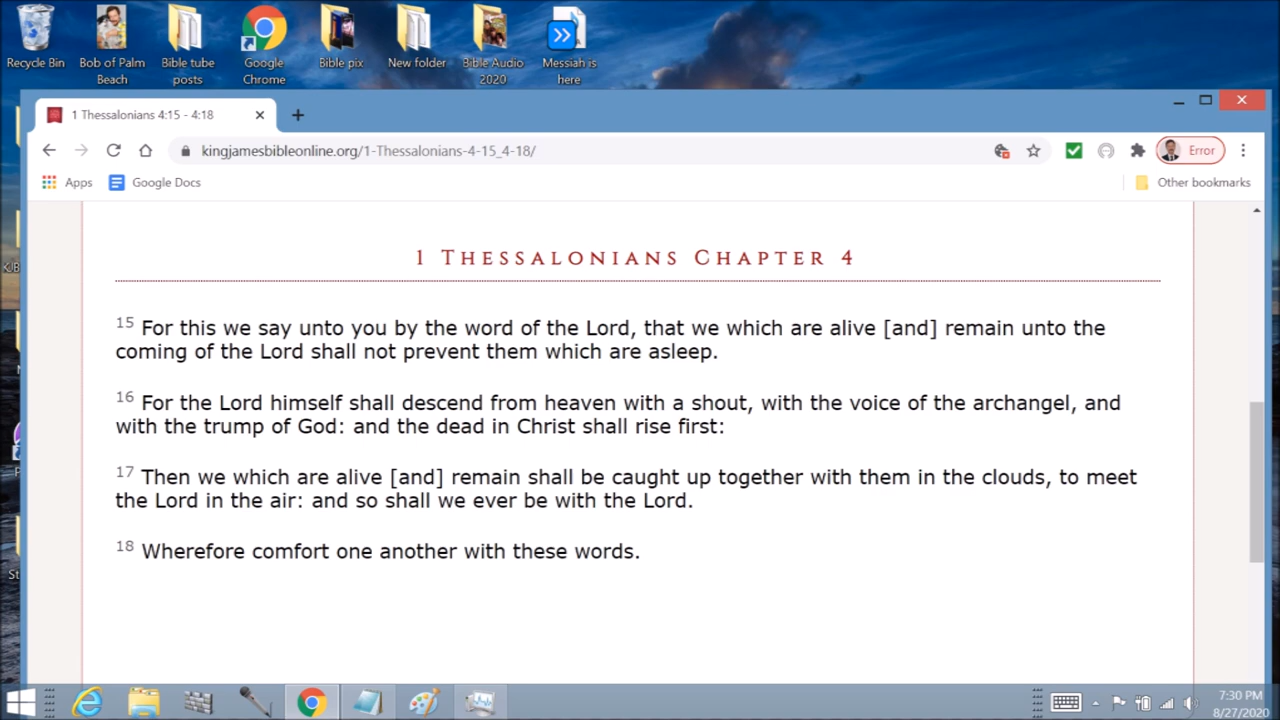 Recycle Bin
Bob of Palm Beach
Bible tube posts
Google Chrome
Bible pix
New folder
Bible Audio 2020
Messiah is here
1 Thessalonians 4:15 - 4:18
kingjamesbibleonline.org/1-Thessalonians-4-15_4-18/
Error
Apps
Google Docs
Other bookmarks
1 Thessalonians Chapter 4
15 For this we say unto you by the word of the Lord, that we which are alive [and] remain unto the
coming of the Lord shall not prevent them which are asleep.
16 For the Lord himself shall descend from heaven with a shout, with the voice of the archangel, and
with the trump of God: and the dead in Christ shall rise first:
17 Then we which are alive [and] remain shall be caught up together with them in the clouds, to meet
the Lord in the air: and so shall we ever be with the Lord.
18 Wherefore comfort one another with these words.
7:30 PM
8/27/2020